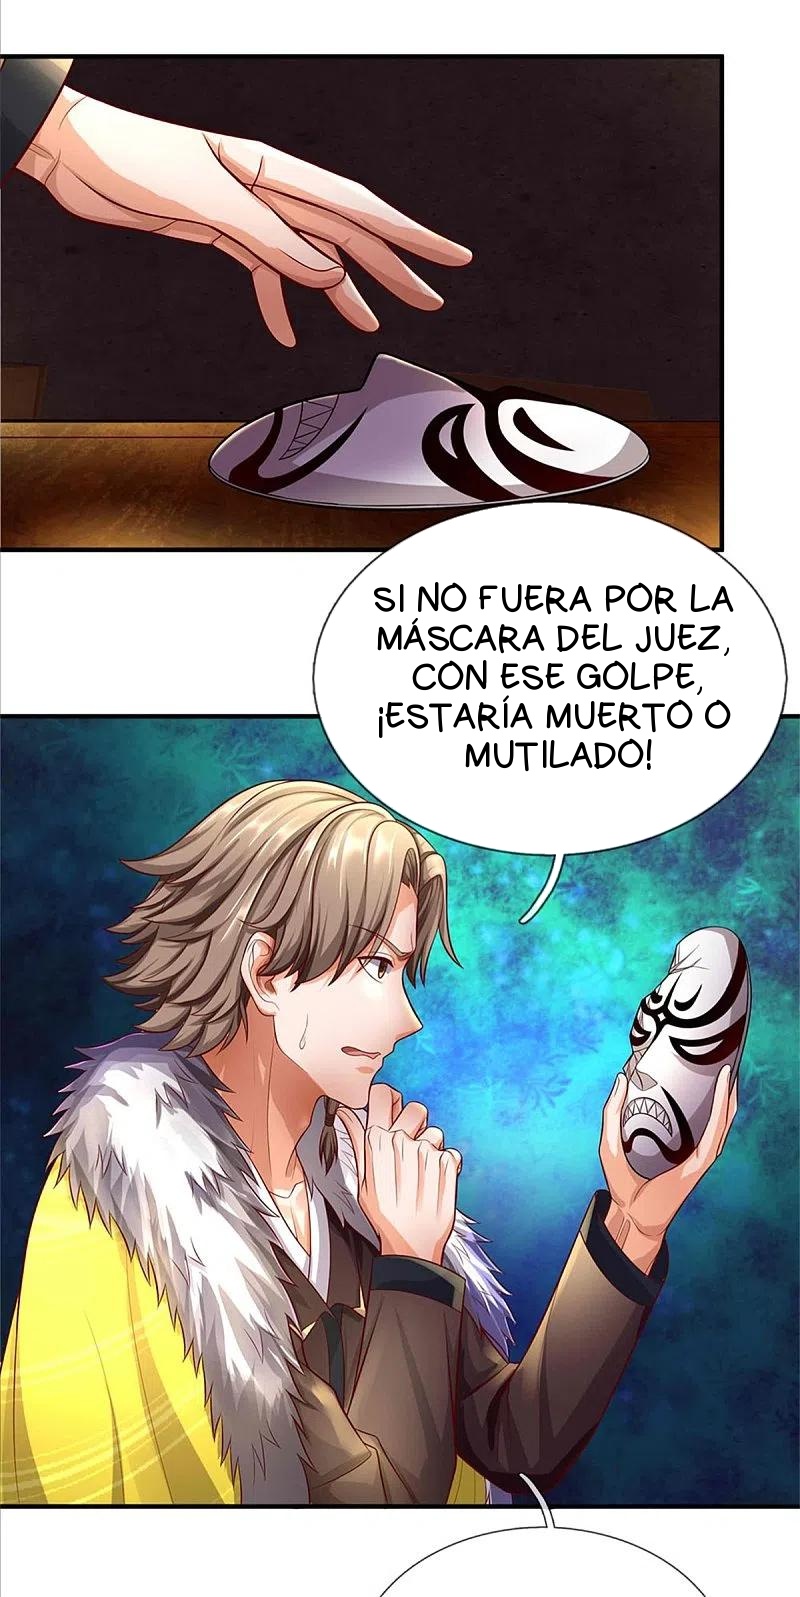 SI NO FUERA POR LA
MÁSCARA DEL JUEZ,
CON ESE GOLPE,
¡ESTARÍA MUERTO O
MUTILADO!